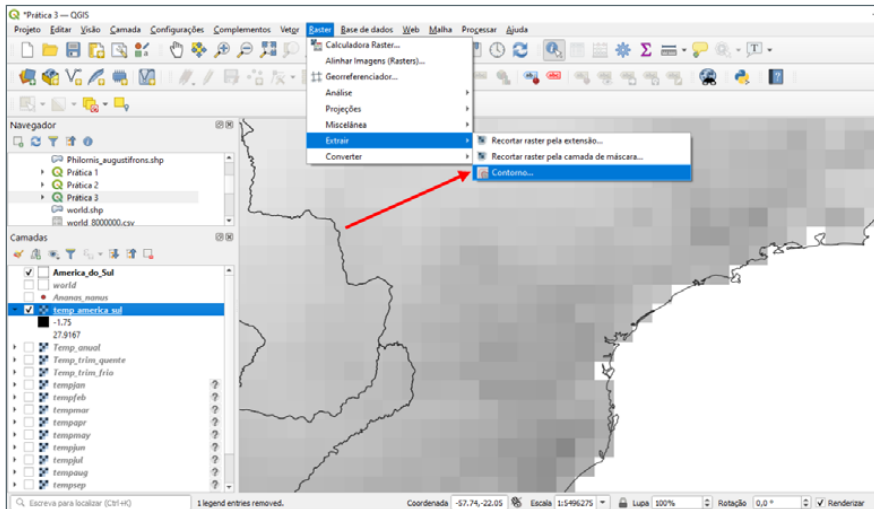 *Prática 3 — QGIS
Projeto Editar Visão Camada Configurações Complementos Vetor Raster Base de dados Web Malha Processar Ajuda
Calculadora Raster...
Alinhar Imagens (Rasters)...
Georreferenciador...
Análise
Projeções
Miscelânea
Extrair
Converter
Recortar raster pela extensão...
Recortar raster pela camada de máscara...
Contorno...
Navegador
Philornis_augustifrons.shp
Prática 1
Prática 2
Prática 3
world.shp
world_8000000.csv
Camadas
America_do_Sul
world
Ananas_nanus
temp_america_sul
-1.75
27.9167
Temp_anual
Temp_trim_quente
Temp_trim_frio
tempjan ?
tempfeb ?
tempmar ?
tempapr ?
tempmay ?
tempjun ?
tempjul ?
tempaug ?
tempsep ?
Escreva para localizar (Ctrl+K) 1 legend entries removed. Coordenada -57.74,-22.05 Escala 1:5496275 Lupa 100% Rotação 0,0 ° Renderizar